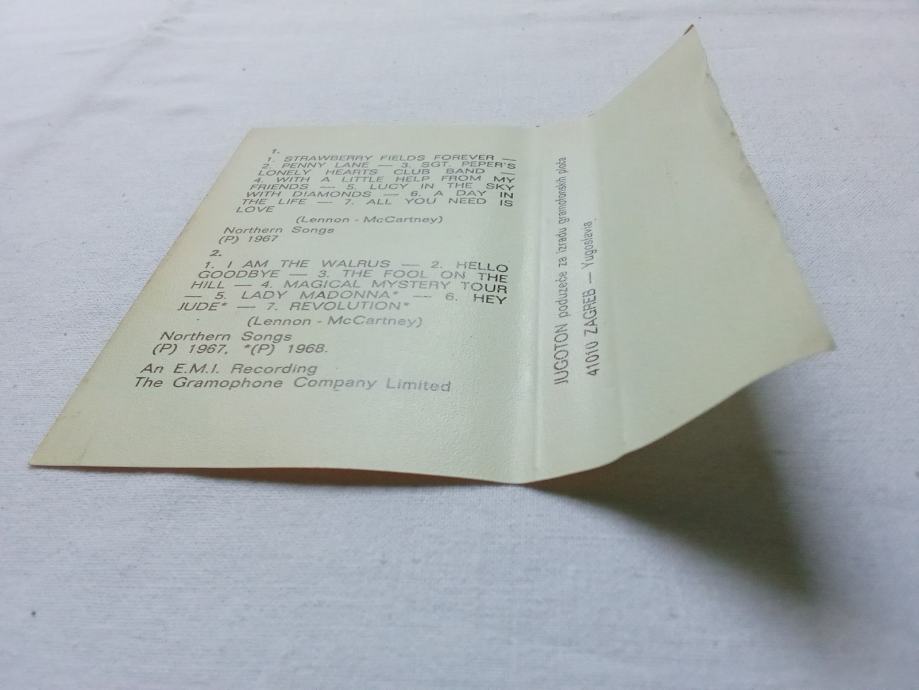 1.
1. STRAWBERRY FIELDS FOREVER —
2. PENNY LANE — 3. SGT. PEPER'S
LONELY HEARTS CLUB BAND —
4. WITH A LITTLE HELP FROM MY
FRIENDS — 5. LUCY IN THE SKY
WITH DIAMONDS — 6. A DAY IN
THE LIFE — 7. ALL YOU NEED IS
LOVE
(Lennon - McCartney)
Northern Songs
(P) 1967
2.
1. I AM THE WALRUS — 2. HELLO
GOODBYE — 3. THE FOOL ON THE
HILL — 4. MAGICAL MYSTERY TOUR
— 5. LADY MADONNA* — 6. HEY
JUDE* — 7. REVOLUTION*
(Lennon - McCartney)
Northern Songs
(P) 1967, *(P) 1968.
An E.M.I. Recording
The Gramophone Company Limited
JUGOTON poduzeće za izradu gramofonskih ploča
41010 ZAGREB — Yugoslavia